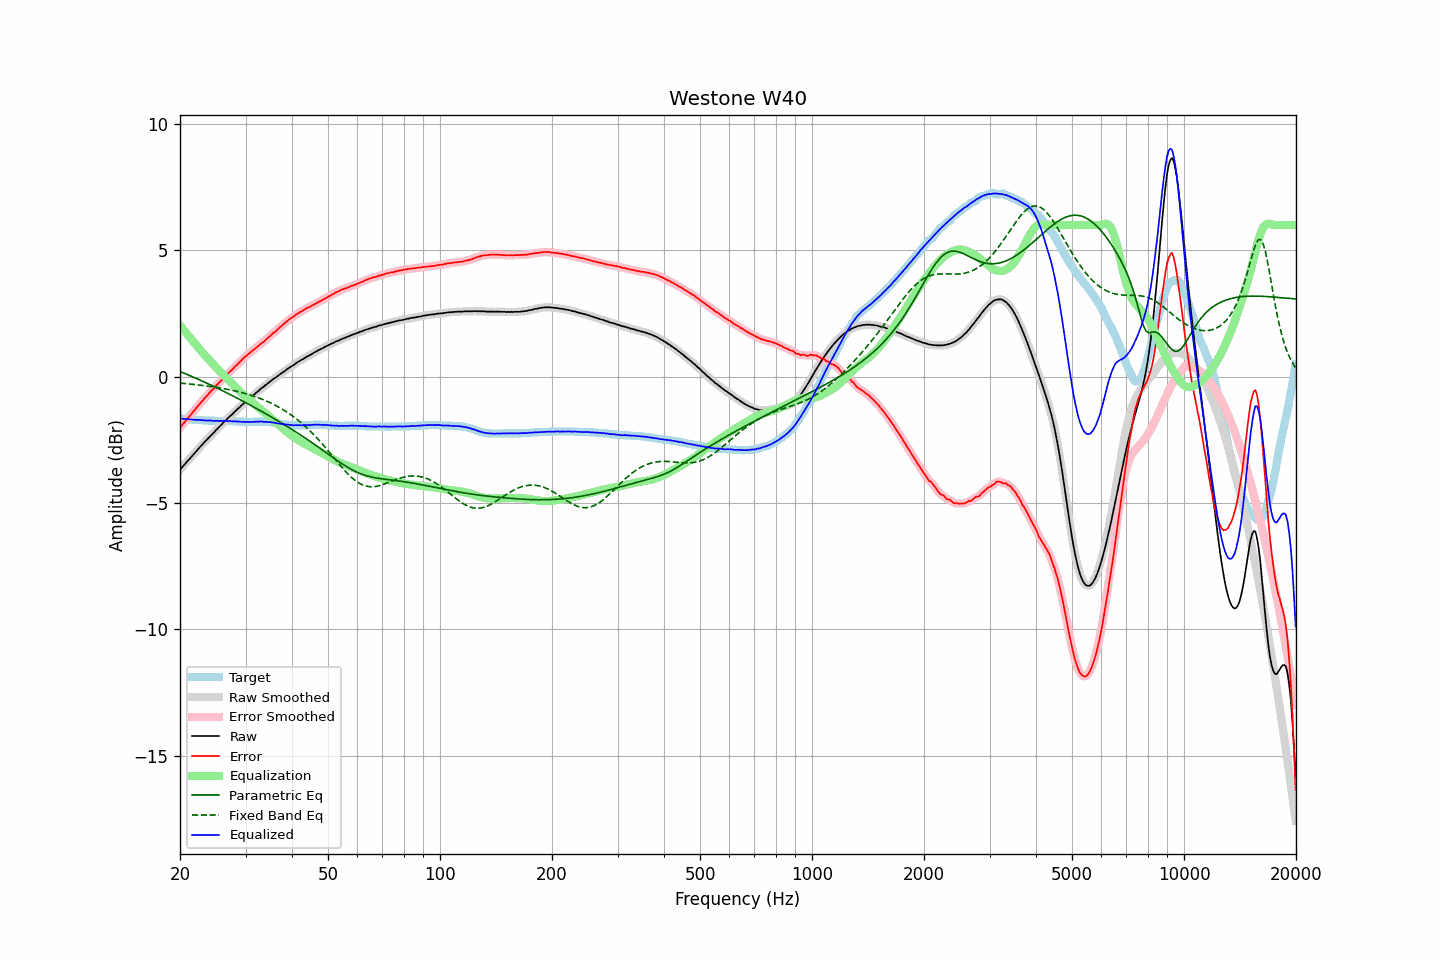 Westone W40
10
5
0
−5
−10
−15
Amplitude (dBr)
Target
Raw Smoothed
Error Smoothed
Raw
Error
Equalization
Parametric Eq
Fixed Band Eq
Equalized
20 50 100 200 500 1000 2000 5000 10000 20000
Frequency (Hz)